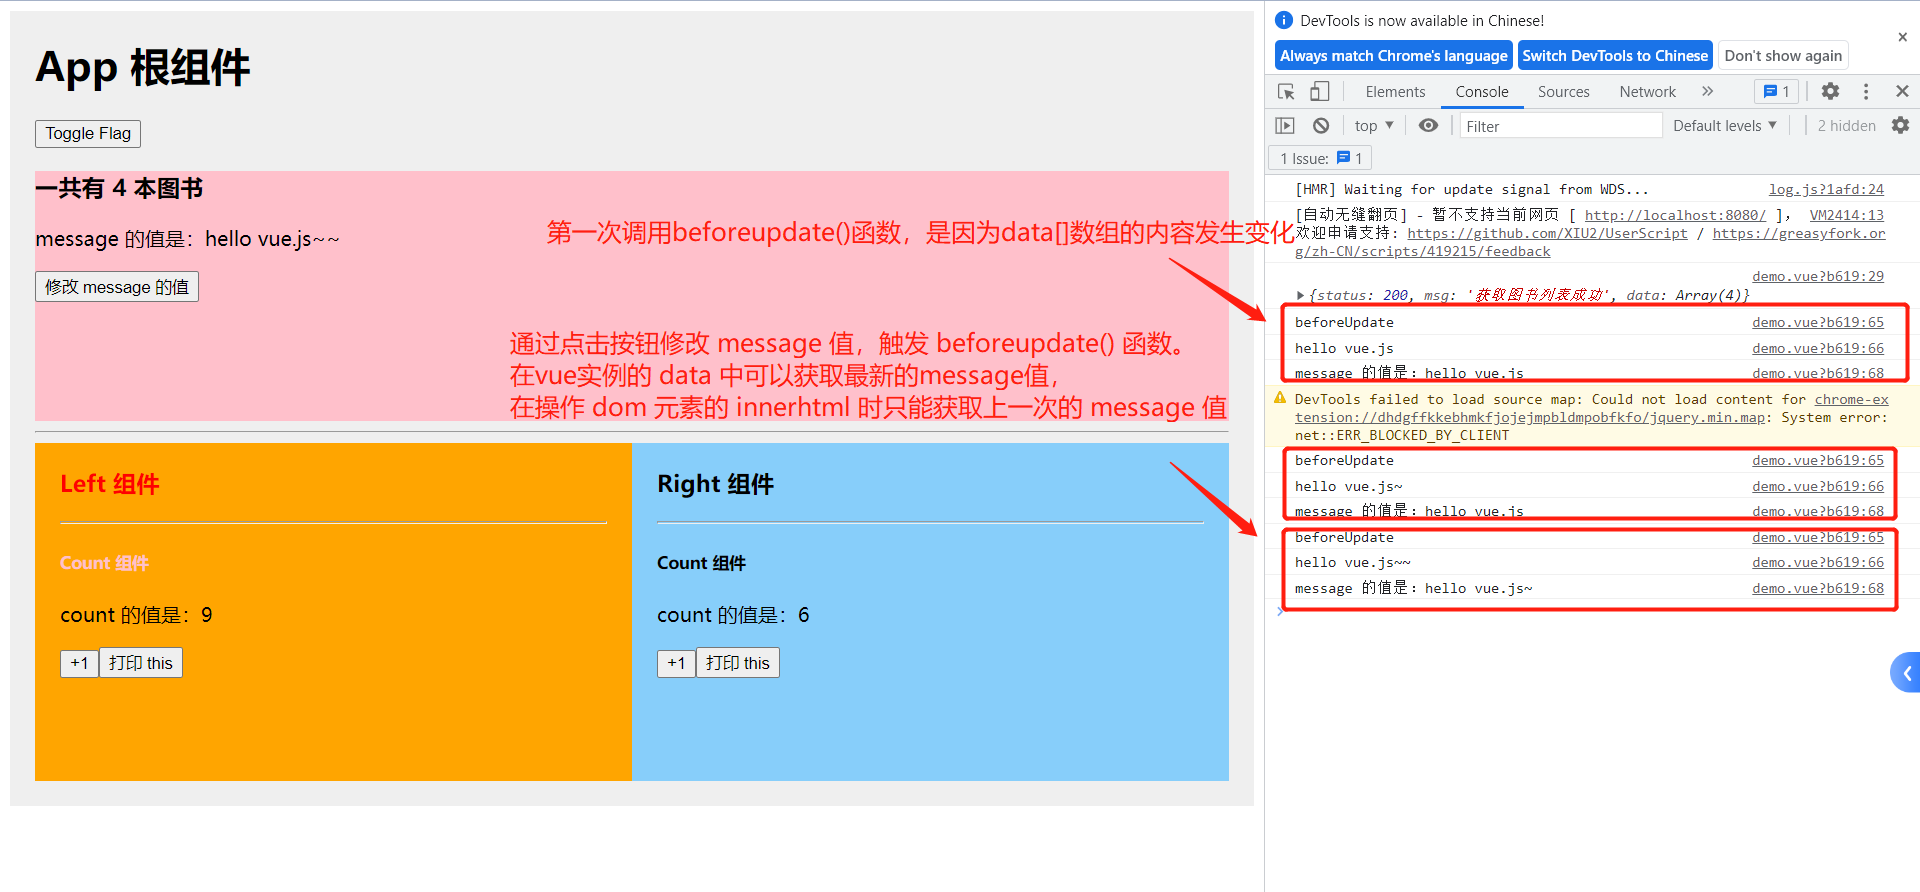 App 根组件
Toggle Flag
一共有 4 本图书
message 的值是：hello vue.js~~
修改 message 的值
第一次调用beforeupdate()函数，是因为data[]数组的内容发生变化
通过点击按钮修改 message 值，触发 beforeupdate() 函数。
在vue实例的 data 中可以获取最新的message值，
在操作 dom 元素的 innerhtml 时只能获取上一次的 message 值
Left 组件
Count 组件
count 的值是：9
+1 打印 this
Right 组件
Count 组件
count 的值是：6
+1 打印 this
DevTools is now available in Chinese!
Always match Chrome's language Switch DevTools to Chinese Don't show again
Elements Console Sources Network 1
top Filter Default levels 2 hidden
1 Issue: 1
[HMR] Waiting for update signal from WDS... log.js?1afd:24
[自动无缝翻页] - 暂不支持当前网页 [ http://localhost:8080/ ]， VM2414:13
欢迎申请支持: https://github.com/XIU2/UserScript / https://greasyfork.or
g/zh-CN/scripts/419215/feedback
demo.vue?b619:29
{status: 200, msg: '获取图书列表成功', data: Array(4)}
beforeUpdate demo.vue?b619:65
hello vue.js demo.vue?b619:66
message 的值是：hello vue.js demo.vue?b619:68
DevTools failed to load source map: Could not load content for chrome-ex
tension://dhdgffkkebhmkfjojejmpbldmpobfkfo/jquery.min.map: System error:
net::ERR_BLOCKED_BY_CLIENT
beforeUpdate demo.vue?b619:65
hello vue.js~ demo.vue?b619:66
message 的值是：hello vue.js demo.vue?b619:68
beforeUpdate demo.vue?b619:65
hello vue.js~~ demo.vue?b619:66
message 的值是：hello vue.js~ demo.vue?b619:68